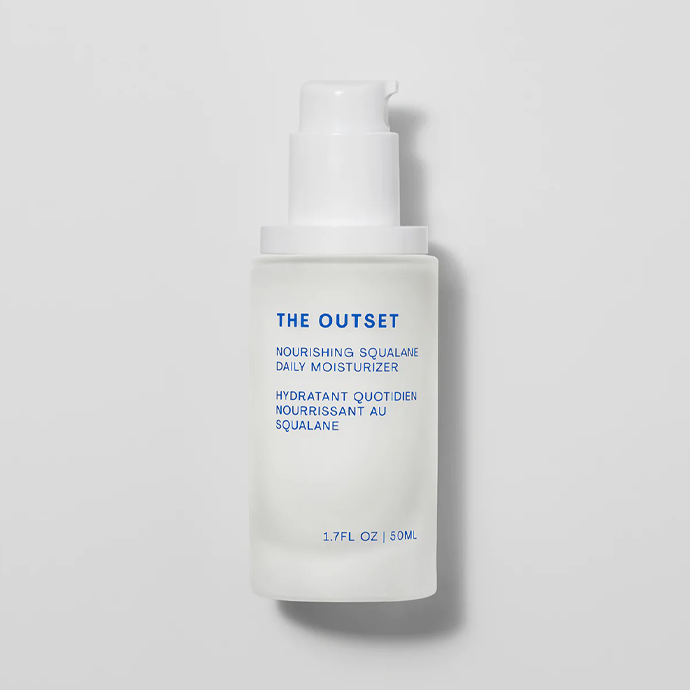 THE OUTSET
NOURISHING SQUALANE
DAILY MOISTURIZER
HYDRATANT QUOTIDIEN
NOURRISSANT AU
SQUALANE
1.7FL OZ | 50ML